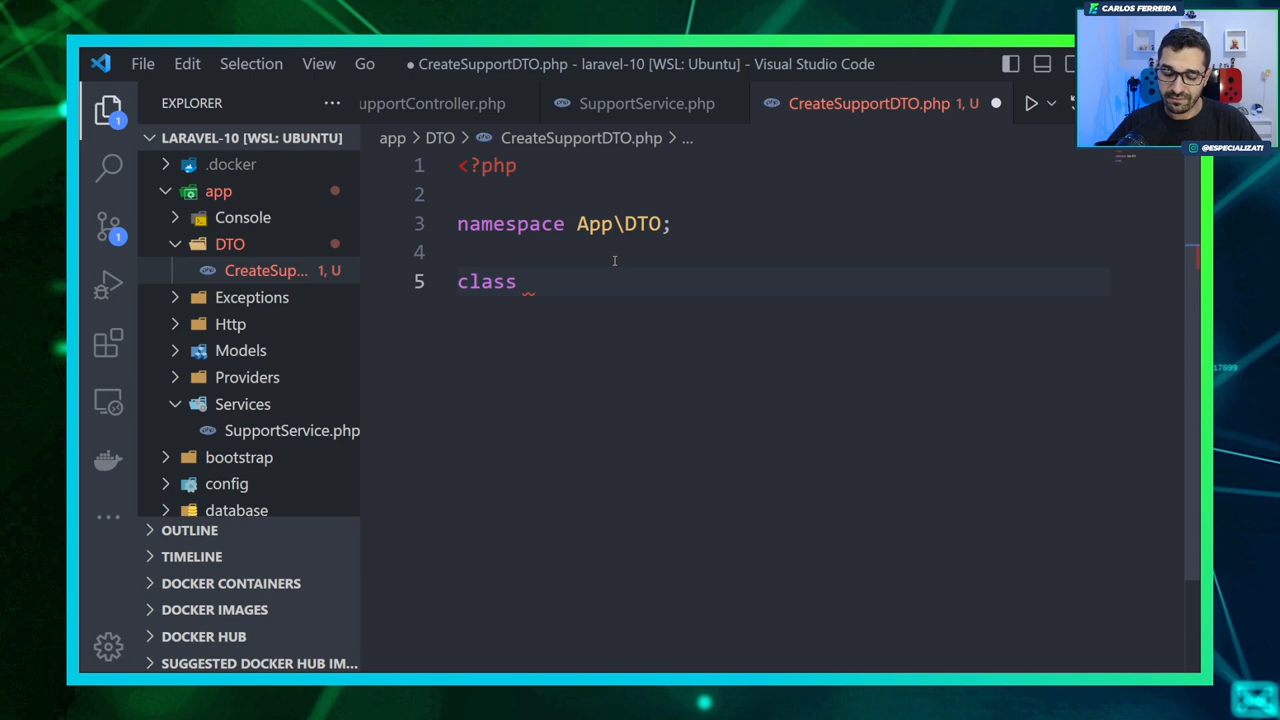 CARLOS FERREIRA
@ESPECIALIZATI
File Edit Selection View Go
● CreateSupportDTO.php - laravel-10 [WSL: Ubuntu] - Visual Studio Code
EXPLORER
upportController.php
SupportService.php
CreateSupportDTO.php 1, U
LARAVEL-10 [WSL: UBUNTU]
app > DTO > CreateSupportDTO.php > ...
.docker
app
Console
DTO
CreateSup... 1, U
Exceptions
Http
Models
Providers
Services
SupportService.php
bootstrap
config
database
OUTLINE
TIMELINE
DOCKER CONTAINERS
DOCKER IMAGES
DOCKER HUB
SUGGESTED DOCKER HUB IM...
1
1
1 <?php
2
3 namespace App\DTO;
4
5 class
17899